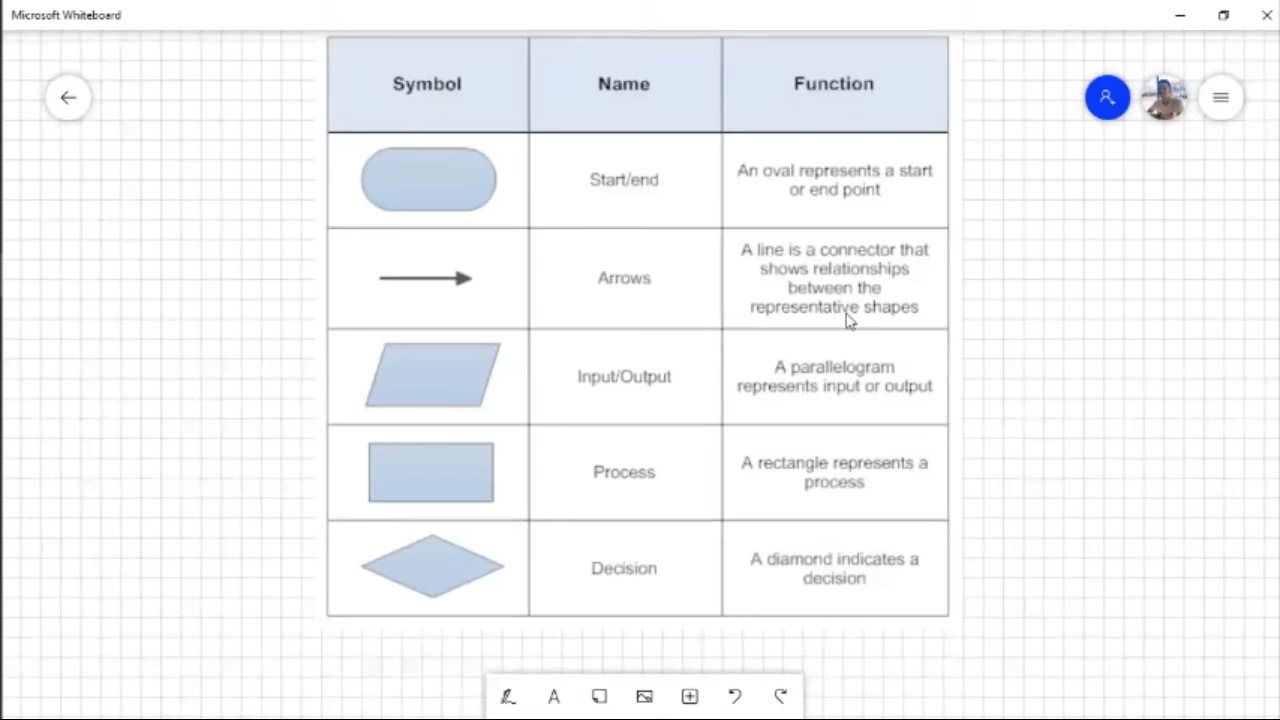 Microsoft Whiteboard
Symbol
Name
Function
Start/end
An oval represents a start
or end point
Arrows
A line is a connector that
shows relationships
between the
representative shapes
Input/Output
A parallelogram
represents input or output
Process
A rectangle represents a
process
Decision
A diamond indicates a
decision